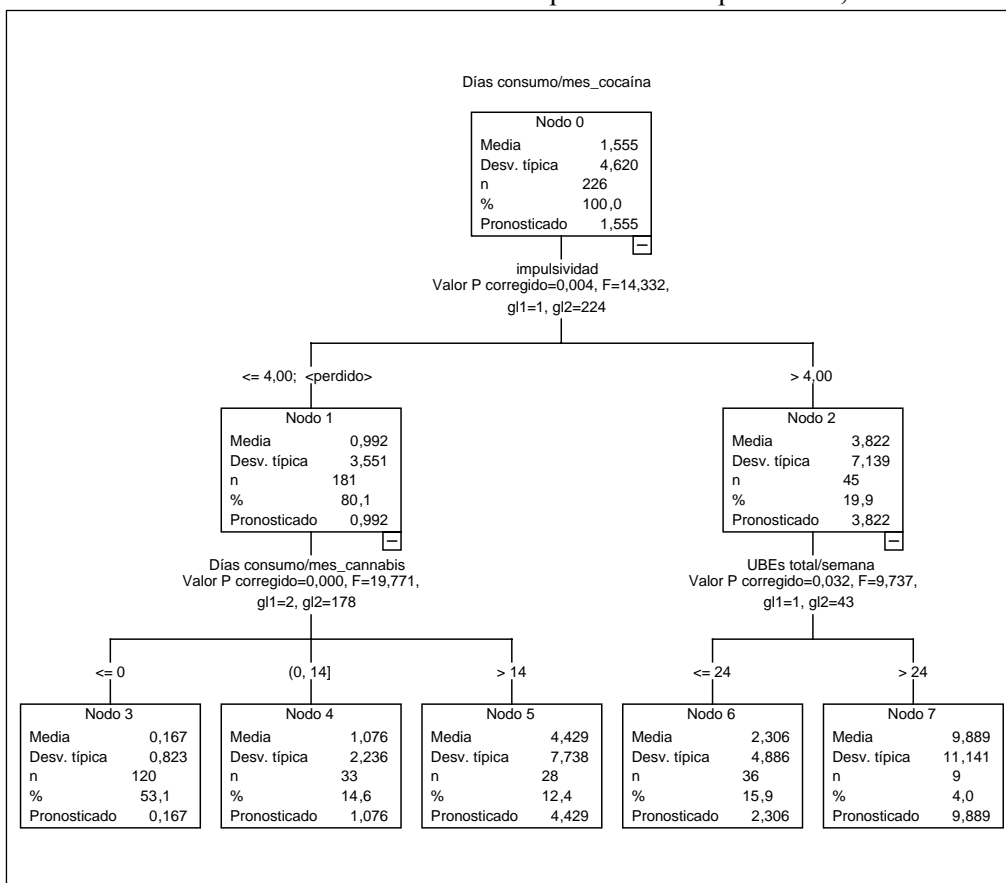 Días consumo/mes_cocaína
Nodo 0
Media 1,555
Desv. típica 4,620
n 226
% 100,0
Pronosticado 1,555
impulsividad
Valor P corregido=0,004, F=14,332,
gl1=1, gl2=224
<= 4,00; <perdido>
> 4,00
Nodo 1
Media 0,992
Desv. típica 3,551
n 181
% 80,1
Pronosticado 0,992
Nodo 2
Media 3,822
Desv. típica 7,139
n 45
% 19,9
Pronosticado 3,822
Días consumo/mes_cannabis
Valor P corregido=0,000, F=19,771,
gl1=2, gl2=178
UBEs total/semana
Valor P corregido=0,032, F=9,737,
gl1=1, gl2=43
<= 0
(0, 14]
> 14
<= 24
> 24
Nodo 3
Media 0,167
Desv. típica 0,823
n 120
% 53,1
Pronosticado 0,167
Nodo 4
Media 1,076
Desv. típica 2,236
n 33
% 14,6
Pronosticado 1,076
Nodo 5
Media 4,429
Desv. típica 7,738
n 28
% 12,4
Pronosticado 4,429
Nodo 6
Media 2,306
Desv. típica 4,886
n 36
% 15,9
Pronosticado 2,306
Nodo 7
Media 9,889
Desv. típica 11,141
n 9
% 4,0
Pronosticado 9,889